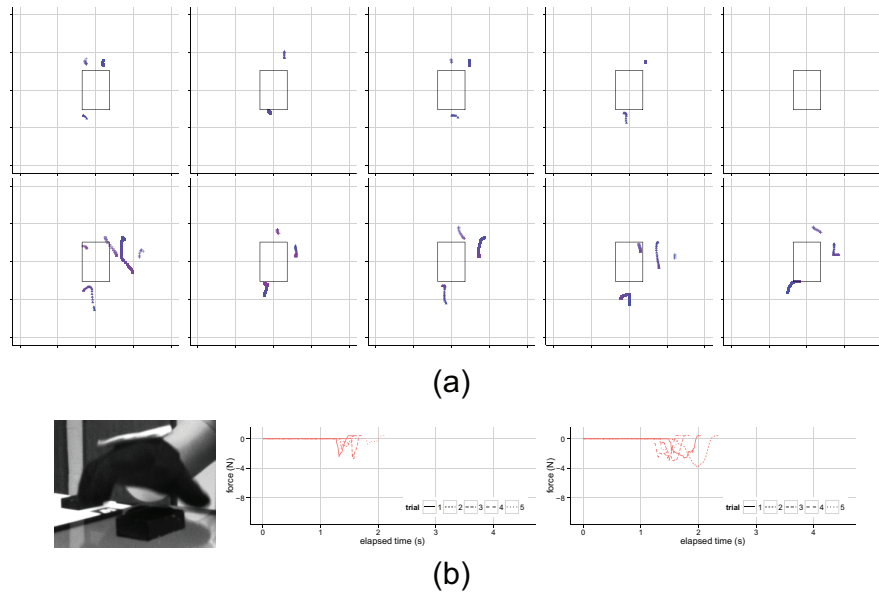 (a)
0
−4
−8
force (N)
trial 1 2 3 4 5
0 1 2 3 4
elapsed time (s)
0
−4
−8
force (N)
trial 1 2 3 4 5
0 1 2 3 4
elapsed time (s)
(b)